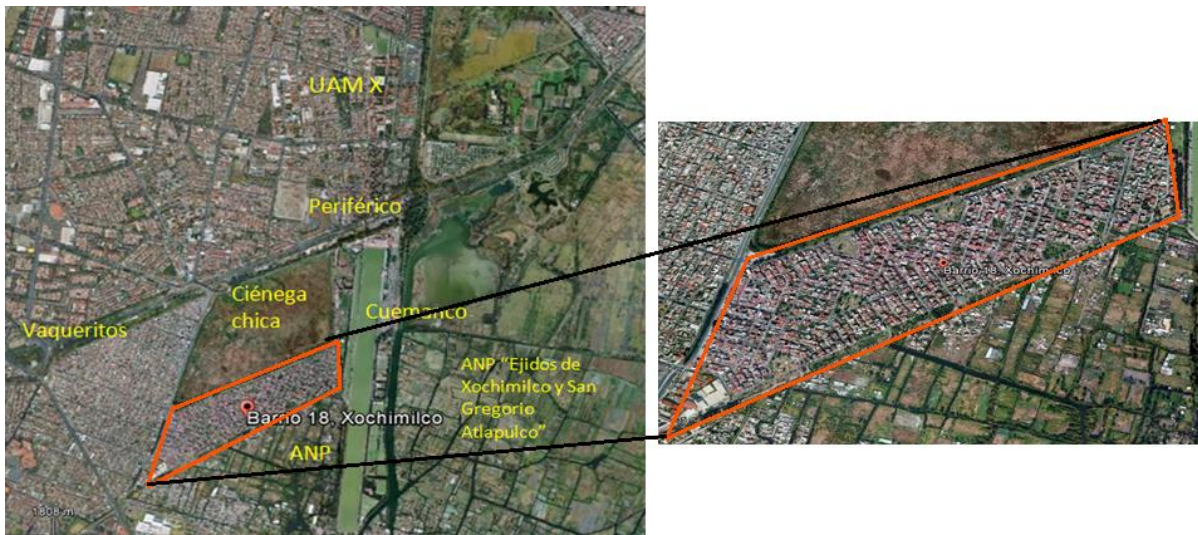 UAM X
Periférico
Ciénega
chica
Cuemanco
Vaqueritos
ANP "Ejidos de
Xochimilco y San
Gregorio
Atlapulco"
Barrio 18, Xochimilco
ANP
1808 m
Barrio 18, Xochimilco